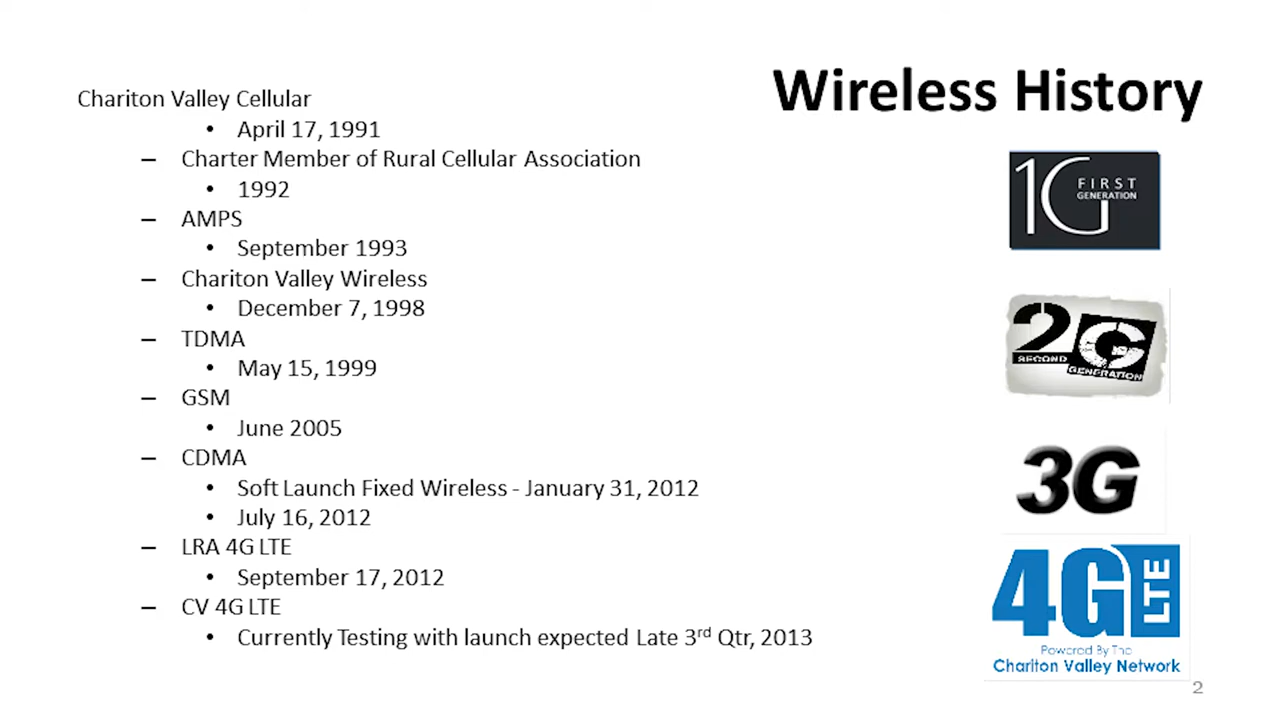 Wireless History
Chariton Valley Cellular
• April 17, 1991
– Charter Member of Rural Cellular Association
• 1992
– AMPS
• September 1993
– Chariton Valley Wireless
• December 7, 1998
– TDMA
• May 15, 1999
– GSM
• June 2005
– CDMA
• Soft Launch Fixed Wireless - January 31, 2012
• July 16, 2012
– LRA 4G LTE
• September 17, 2012
– CV 4G LTE
• Currently Testing with launch expected Late 3rd Qtr, 2013
1G FIRST
GENERATION
2G
SECOND
GENERATION
3G
4G LTE
Powered By The
Chariton Valley Network
2